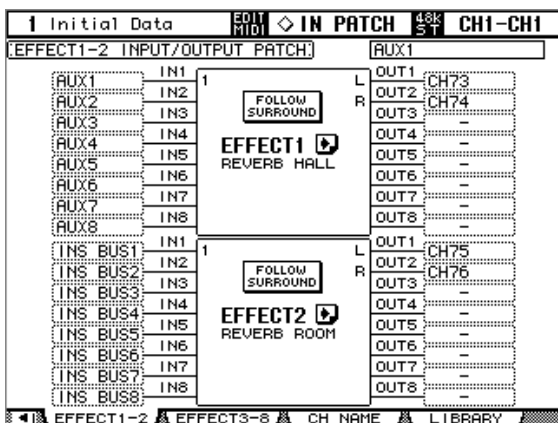 1 Initial Data EDIT MIDI ◇ IN PATCH 48K ST CH1-CH1
EFFECT1-2 INPUT/OUTPUT PATCH AUX1
AUX1 IN1 1 L OUT1 CH73
AUX2 IN2 FOLLOW SURROUND R OUT2 CH74
AUX3 IN3 OUT3 -
AUX4 IN4 EFFECT1 OUT4 -
AUX5 IN5 REVERB HALL OUT5 -
AUX6 IN6 OUT6 -
AUX7 IN7 OUT7 -
AUX8 IN8 OUT8 -
INS BUS1 IN1 1 L OUT1 CH75
INS BUS2 IN2 FOLLOW SURROUND R OUT2 CH76
INS BUS3 IN3 OUT3 -
INS BUS4 IN4 EFFECT2 OUT4 -
INS BUS5 IN5 REVERB ROOM OUT5 -
INS BUS6 IN6 OUT6 -
INS BUS7 IN7 OUT7 -
INS BUS8 IN8 OUT8 -
EFFECT1-2 EFFECT3-8 CH NAME LIBRARY